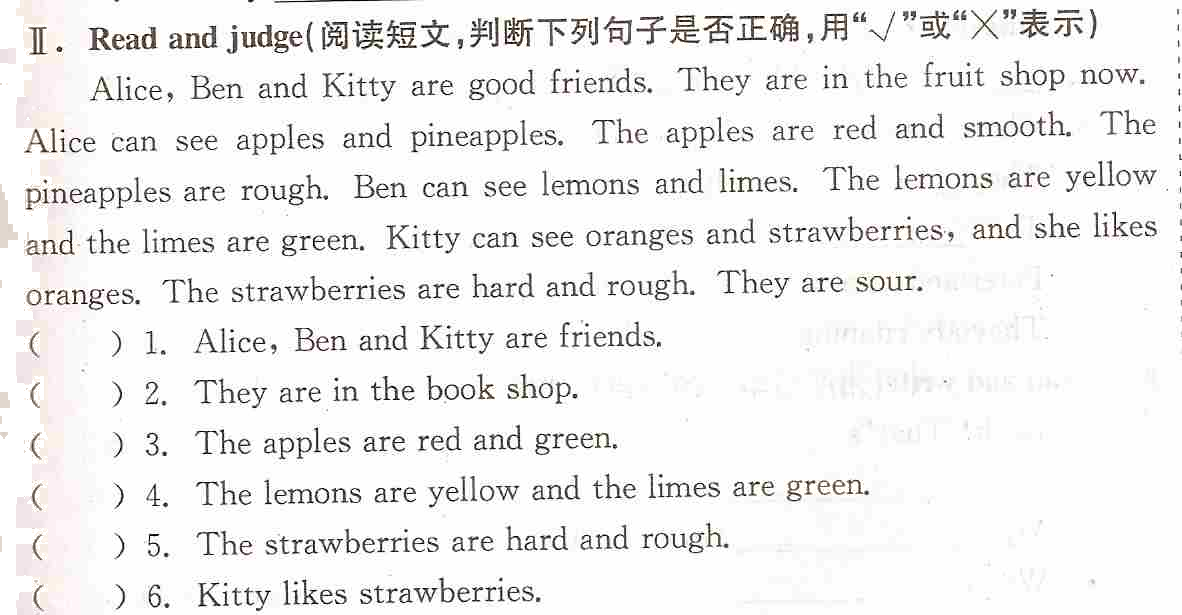 Ⅱ. Read and judge(阅读短文,判断下列句子是否正确,用“√”或“×”表示)
Alice, Ben and Kitty are good friends. They are in the fruit shop now.
Alice can see apples and pineapples. The apples are red and smooth. The
pineapples are rough. Ben can see lemons and limes. The lemons are yellow
and the limes are green. Kitty can see oranges and strawberries, and she likes
oranges. The strawberries are hard and rough. They are sour.
( ) 1. Alice, Ben and Kitty are friends.
( ) 2. They are in the book shop.
( ) 3. The apples are red and green.
( ) 4. The lemons are yellow and the limes are green.
( ) 5. The strawberries are hard and rough.
( ) 6. Kitty likes strawberries.